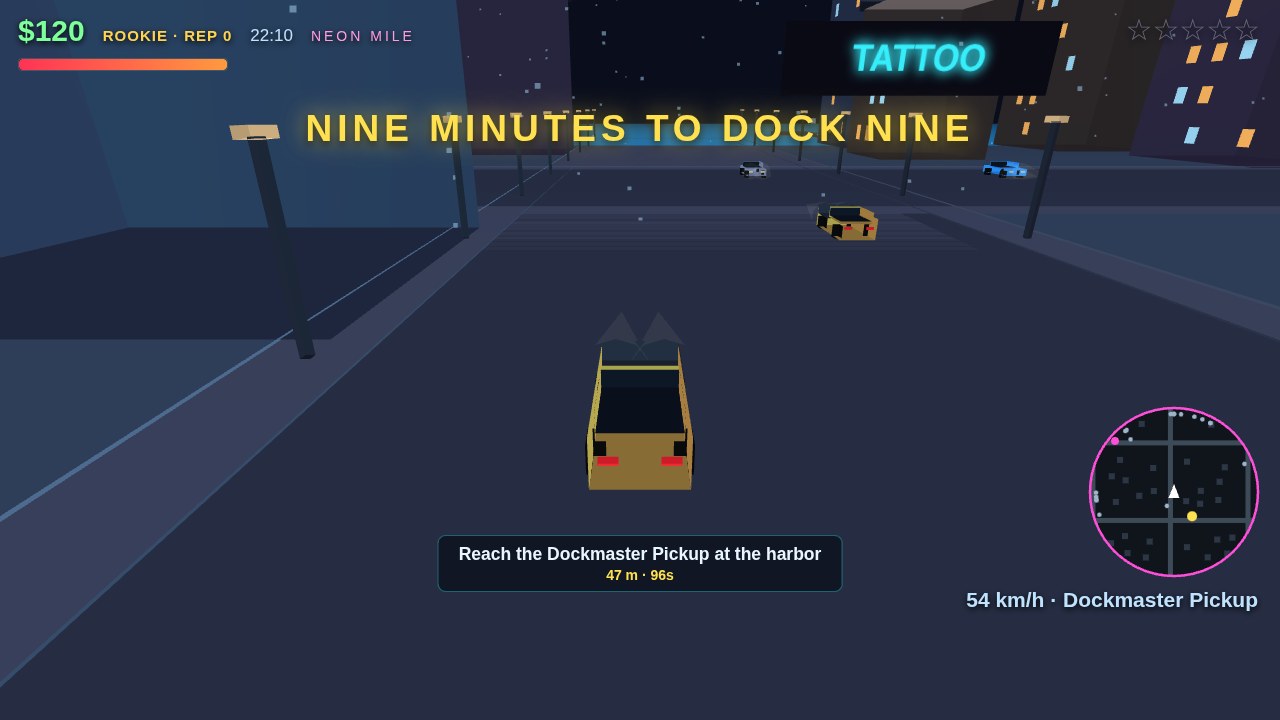 $120 ROOKIE · REP 0 22:10 NEON MILE
TATTOO
NINE MINUTES TO DOCK NINE
Reach the Dockmaster Pickup at the harbor
47 m · 96s
54 km/h · Dockmaster Pickup